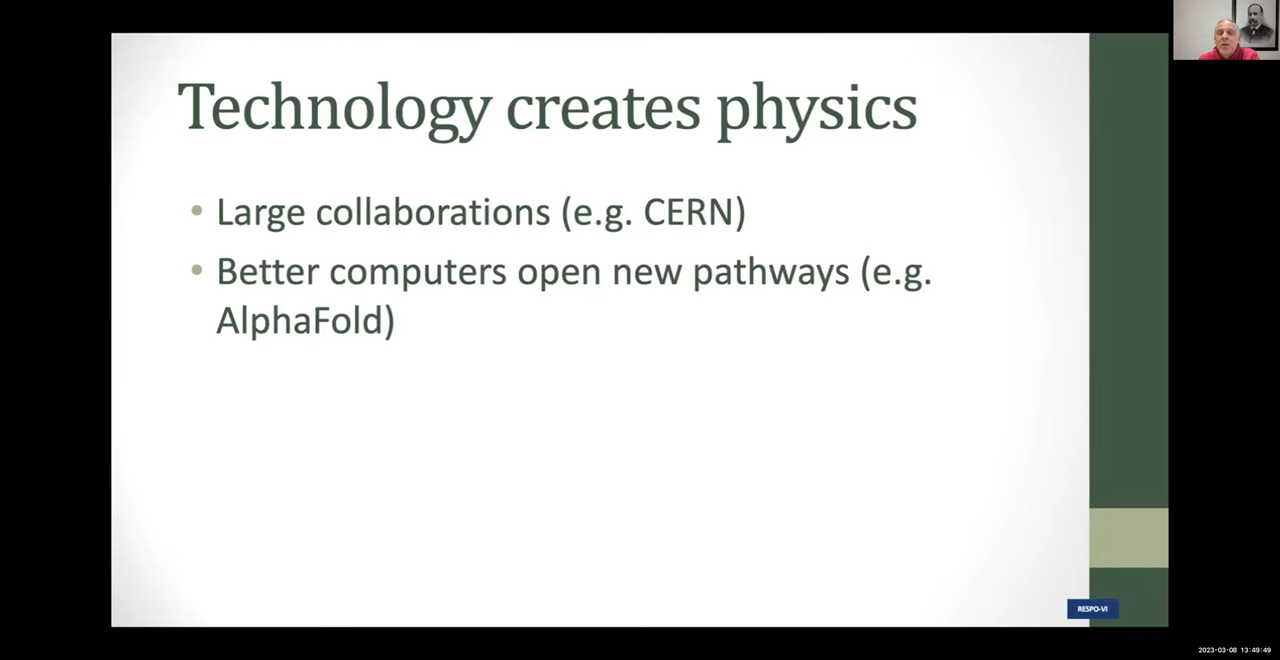 Technology creates physics
• Large collaborations (e.g. CERN)
• Better computers open new pathways (e.g.
AlphaFold)
RESPO-VI
2023-03-08 13:49:49